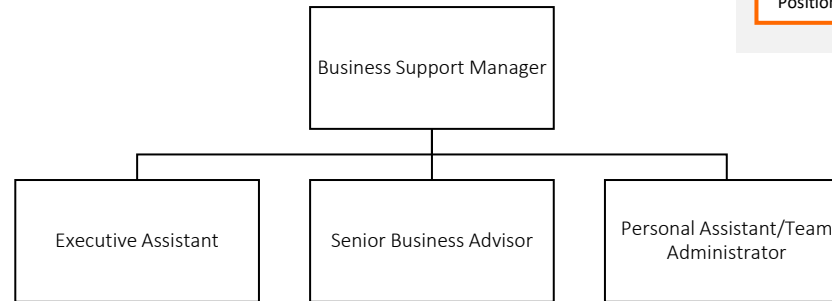 Position
Business Support Manager
Executive Assistant
Senior Business Advisor
Personal Assistant/Team
Administrator